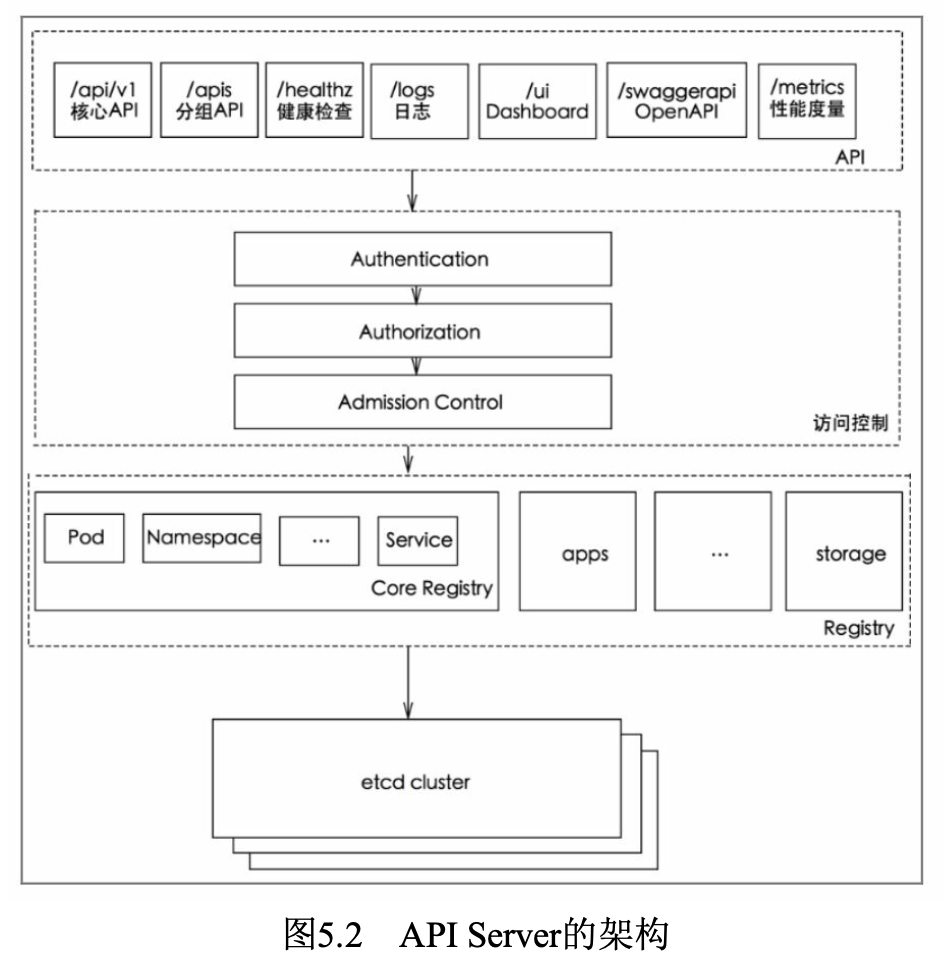 /api/v1
核心API
/apis
分组API
/healthz
健康检查
/logs
日志
/ui
Dashboard
/swaggerapi
OpenAPI
/metrics
性能度量
API
Authentication
Authorization
Admission Control
访问控制
Pod
Namespace
...
Service
Core Registry
apps
...
storage
Registry
etcd cluster
图5.2 API Server的架构